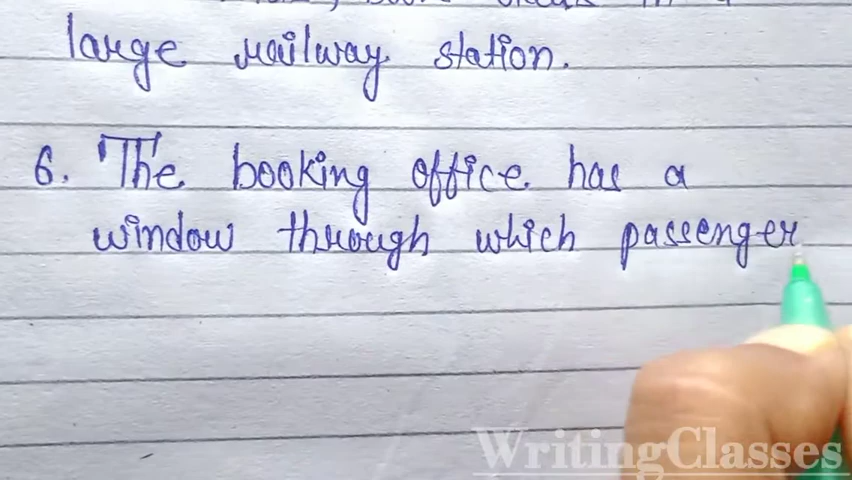 large railway station.
6. The booking office has a
window through which passenger
WritingClasses